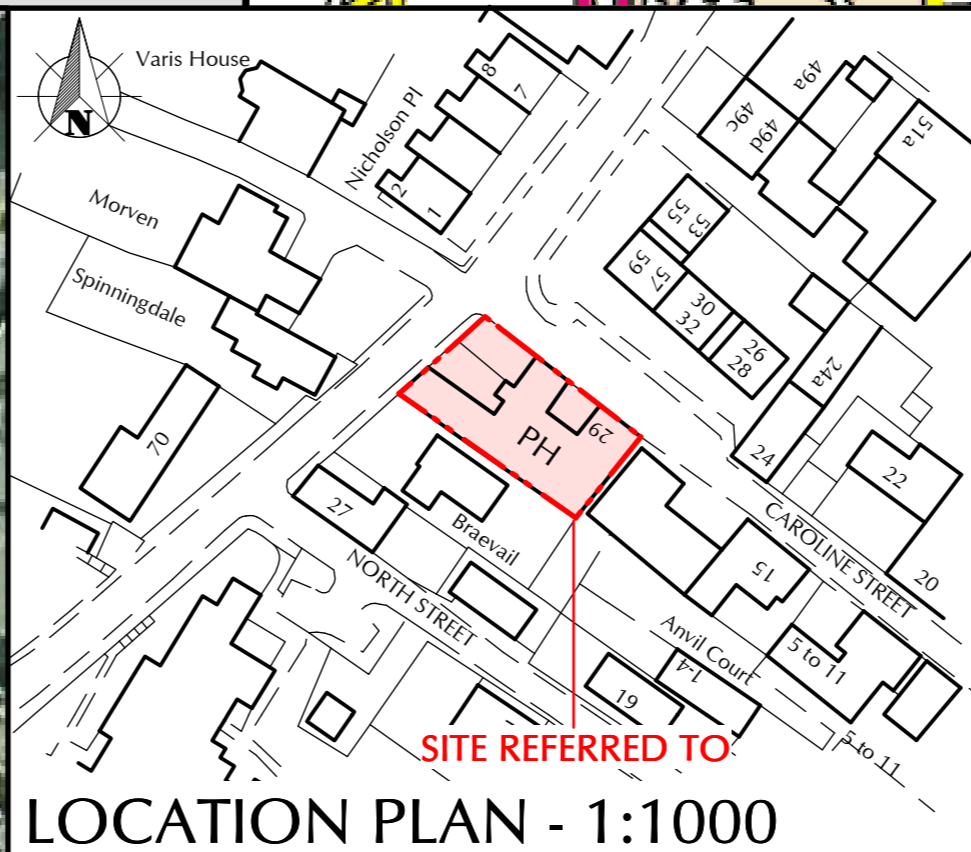 Varis House
N
Nicholson Pl
8
7
2
1
49a
49c
49d
51a
Morven
Spinningdale
53
55
57
59
30
32
26
28
24a
24
22
20
70
PH
29
27
Braevail
NORTH STREET
CAROLINE STREET
15
Anvil Court
5 to 11
1-4
19
5 to 11
SITE REFERRED TO
LOCATION PLAN - 1:1000